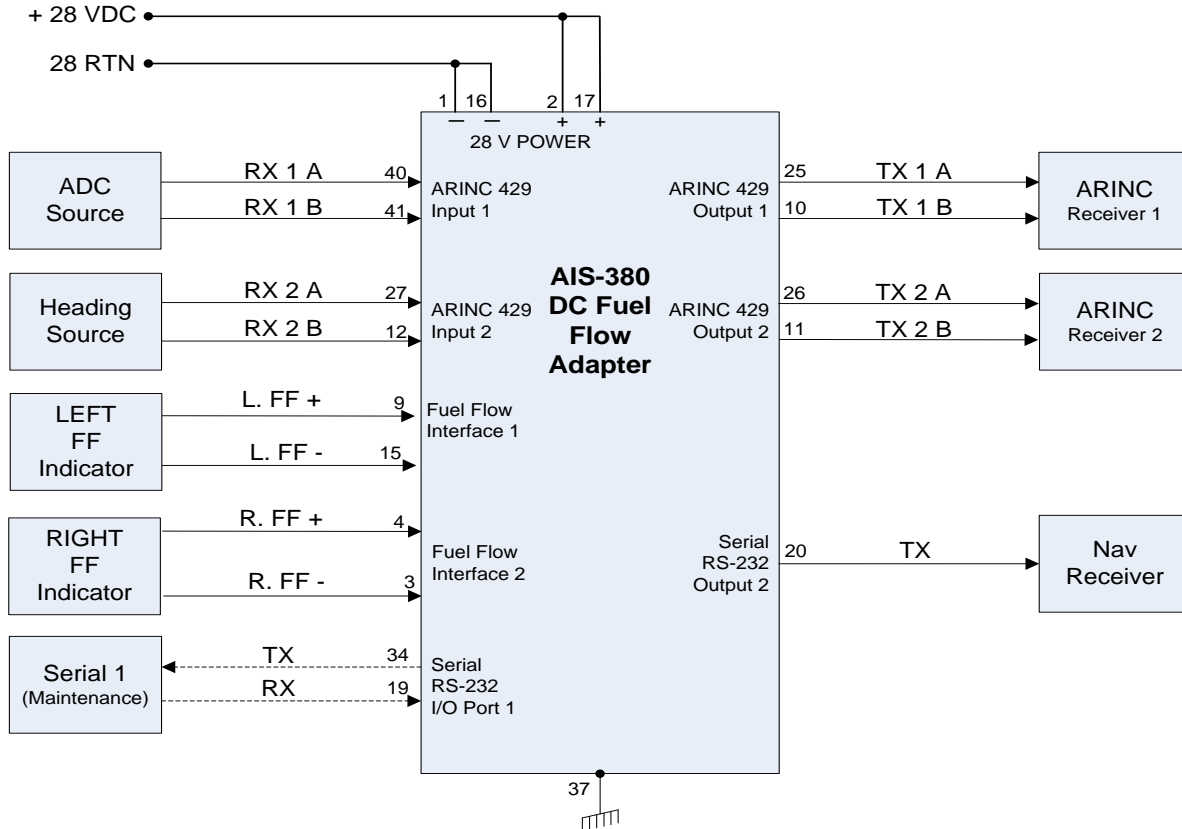 + 28 VDC
28 RTN
1 16 2 17
— — + +
28 V POWER
ADC
Source
RX 1 A 40
RX 1 B 41
ARINC 429
Input 1
Heading
Source
RX 2 A 27
RX 2 B 12
ARINC 429
Input 2
LEFT
FF
Indicator
L. FF + 9
L. FF - 15
Fuel Flow
Interface 1
RIGHT
FF
Indicator
R. FF + 4
R. FF - 3
Fuel Flow
Interface 2
Serial 1
(Maintenance)
TX 34
RX 19
Serial
RS-232
I/O Port 1
AIS-380
DC Fuel
Flow
Adapter
ARINC 429
Output 1
25 TX 1 A
10 TX 1 B
ARINC
Receiver 1
ARINC 429
Output 2
26 TX 2 A
11 TX 2 B
ARINC
Receiver 2
Serial
RS-232
Output 2
20 TX
Nav
Receiver
37